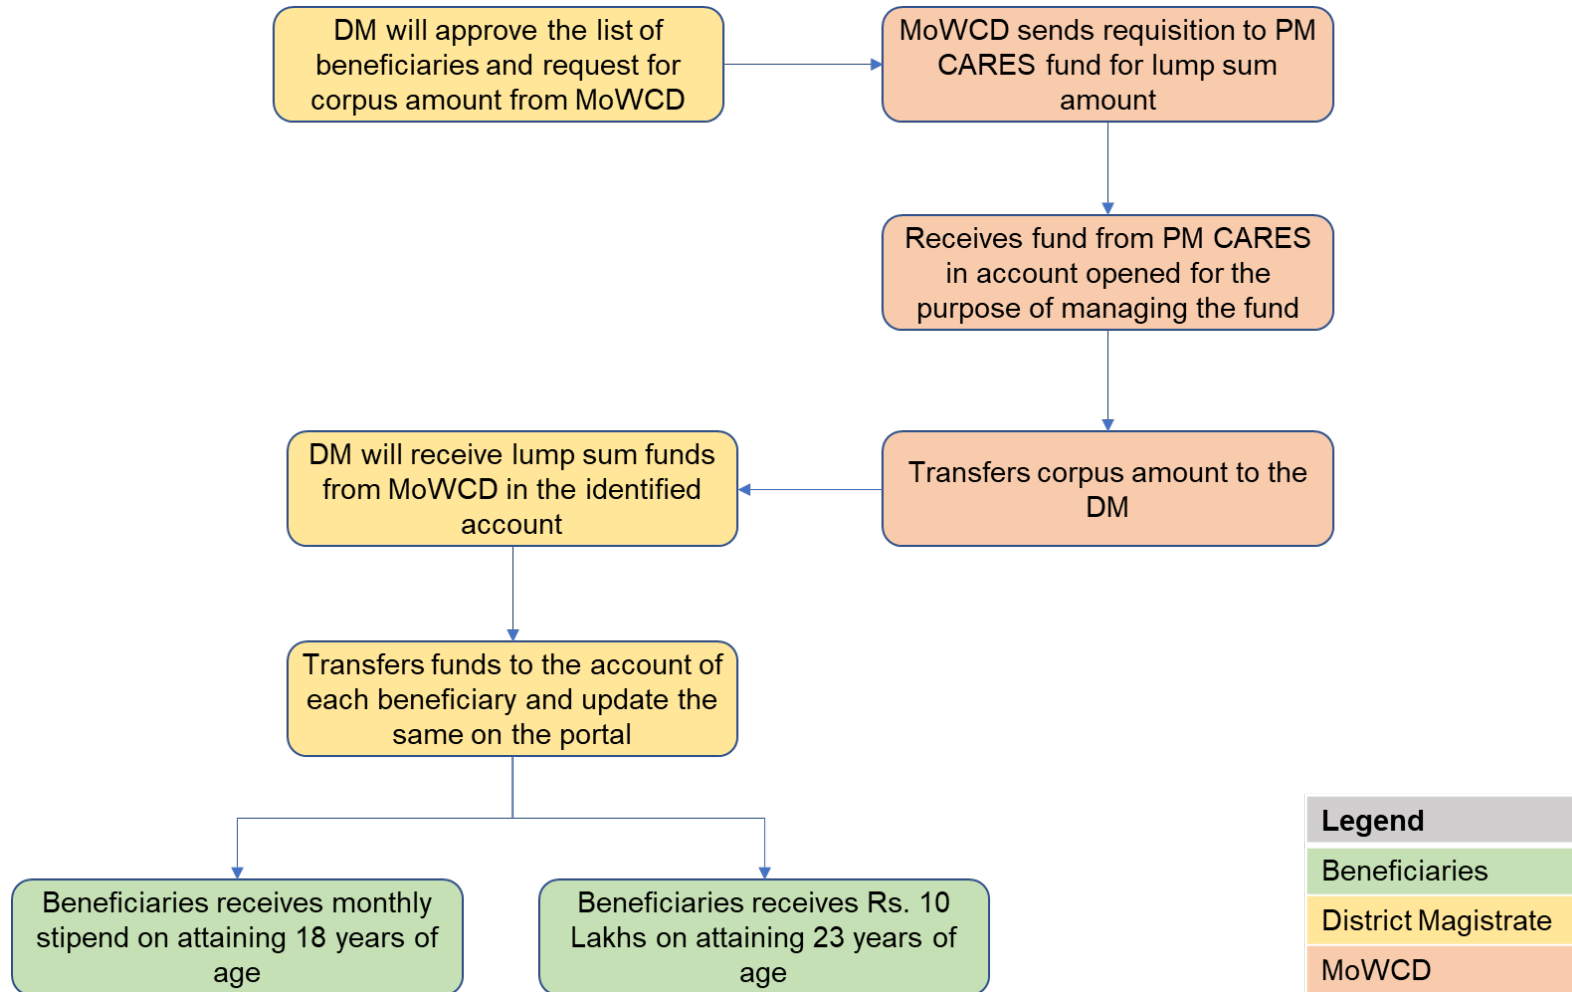 DM will approve the list of
beneficiaries and request for
corpus amount from MoWCD
MoWCD sends requisition to PM
CARES fund for lump sum
amount
Receives fund from PM CARES
in account opened for the
purpose of managing the fund
Transfers corpus amount to the
DM
DM will receive lump sum funds
from MoWCD in the identified
account
Transfers funds to the account of
each beneficiary and update the
same on the portal
Beneficiaries receives monthly
stipend on attaining 18 years of
age
Beneficiaries receives Rs. 10
Lakhs on attaining 23 years of
age
Legend
Beneficiaries
District Magistrate
MoWCD